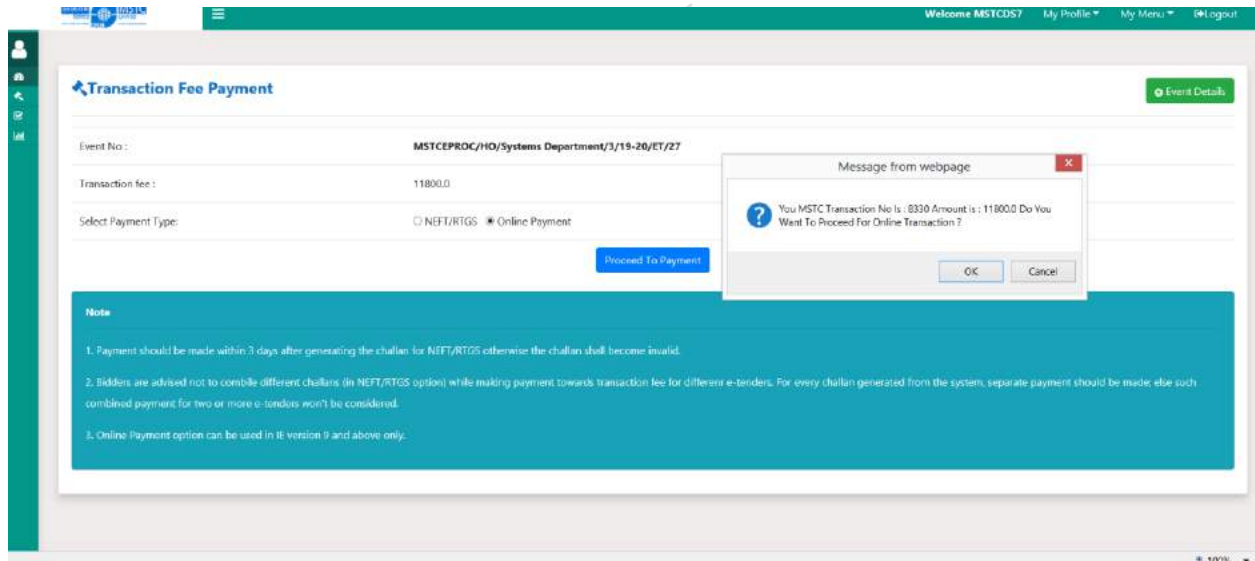 MSTC
Welcome MSTCDS7 My Profile My Menu Logout
Transaction Fee Payment
Event Details
Event No :
MSTCEPROC/HO/Systems Department/3/19-20/ET/27
Transaction fee :
11800.0
Select Payment Type:
NEFT/RTGS Online Payment
Proceed To Payment
Message from webpage
x
You MSTC Transaction No Is : 8330 Amount is : 11800.0 Do You
Want To Proceed For Online Transaction ?
OK Cancel
Note
1. Payment should be made within 3 days after generating the challan for NEFT/RTGS otherwise the challan shall become invalid.
2. Bidders are advised not to combile different challans (in NEFT/RTGS option) while making payment towards transaction fee for different e-tenders. For every challan generated from the system, separate payment should be made; else such
combined payment for two or more e-tenders won't be considered.
3. Online Payment option can be used in IE version 9 and above only.
100%